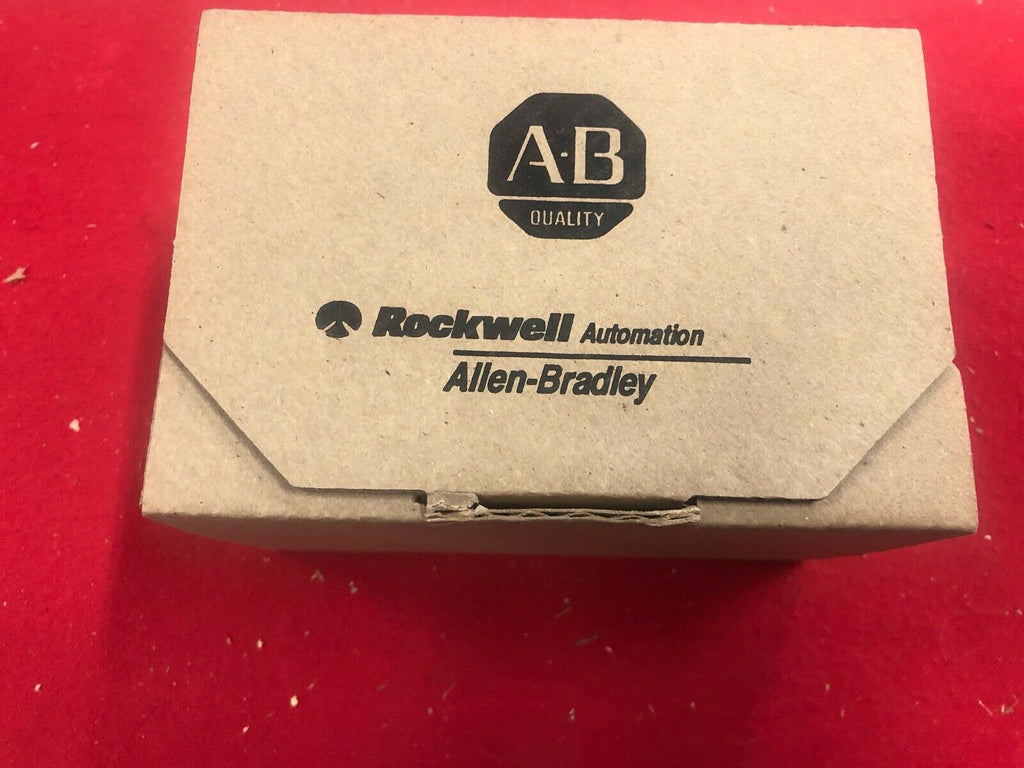 A-B
QUALITY
Rockwell Automation
Allen-Bradley